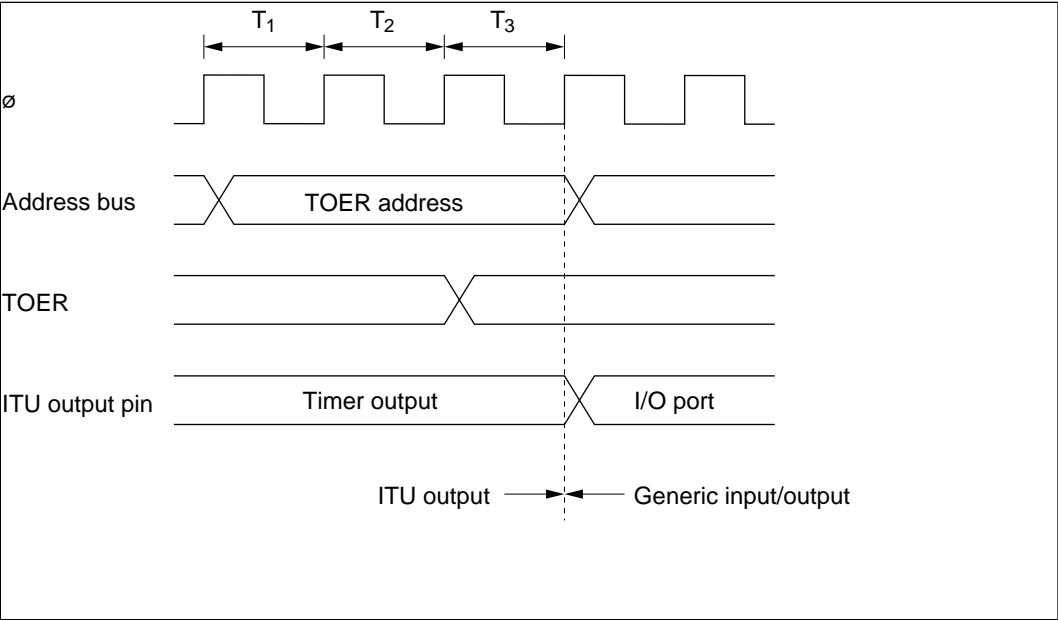 T1 T2 T3
ø
Address bus TOER address
TOER
ITU output pin Timer output I/O port
ITU output Generic input/output